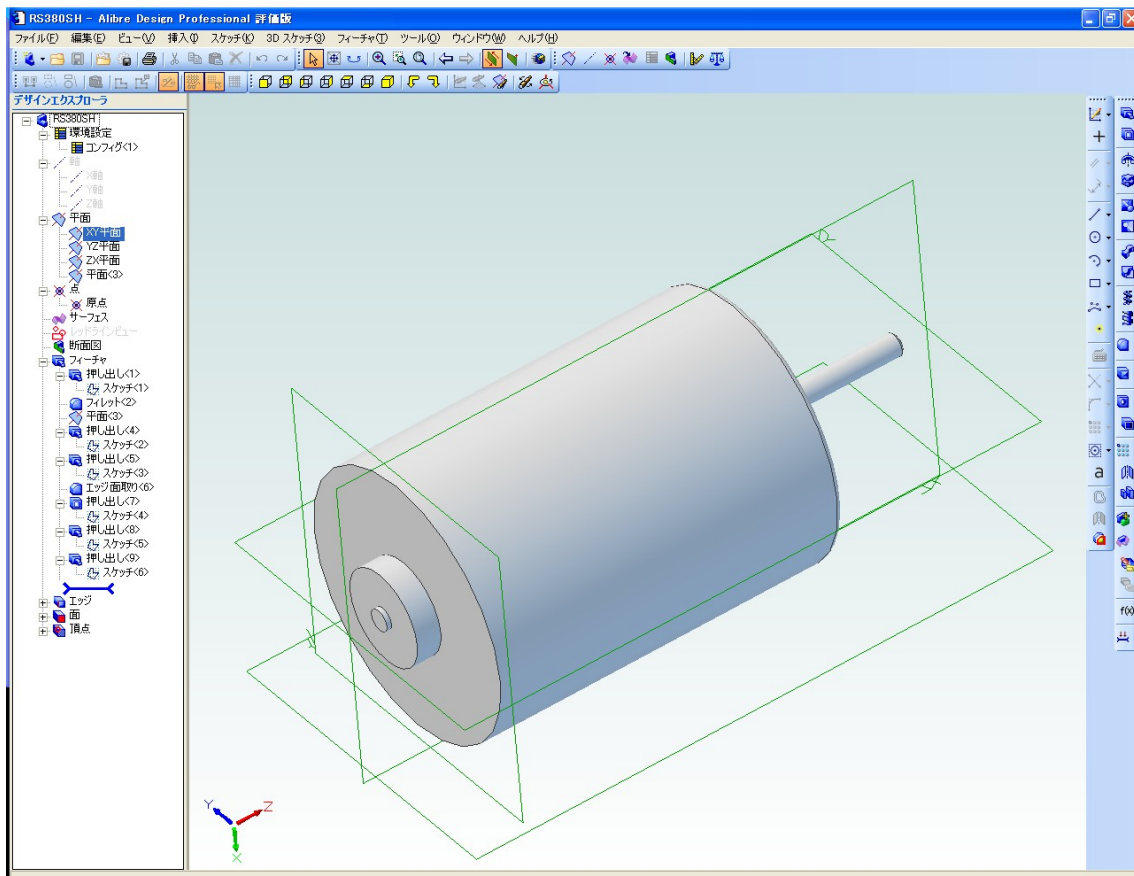 RS380SH - Alibre Design Professional 評価版
ファイル(F) 編集(E) ビュー(V) 挿入(I) スケッチ(K) 3D スケッチ(3) フィーチャ(T) ツール(O) ウィンドウ(W) ヘルプ(H)
デザインエクスプローラ
RS380SH
環境設定
コンフィグ<1>
軸
X軸
Y軸
Z軸
平面
XY平面
YZ平面
ZX平面
平面<3>
点
原点
サーフェス
レッドラインビュー
断面図
フィーチャ
押し出し<1>
スケッチ<1>
フィレット<2>
平面<3>
押し出し<4>
スケッチ<2>
押し出し<5>
スケッチ<3>
エッジ面取り<6>
押し出し<7>
スケッチ<4>
押し出し<8>
スケッチ<5>
押し出し<9>
スケッチ<6>
エッジ
面
頂点
a
f(x)
Y
Z
X